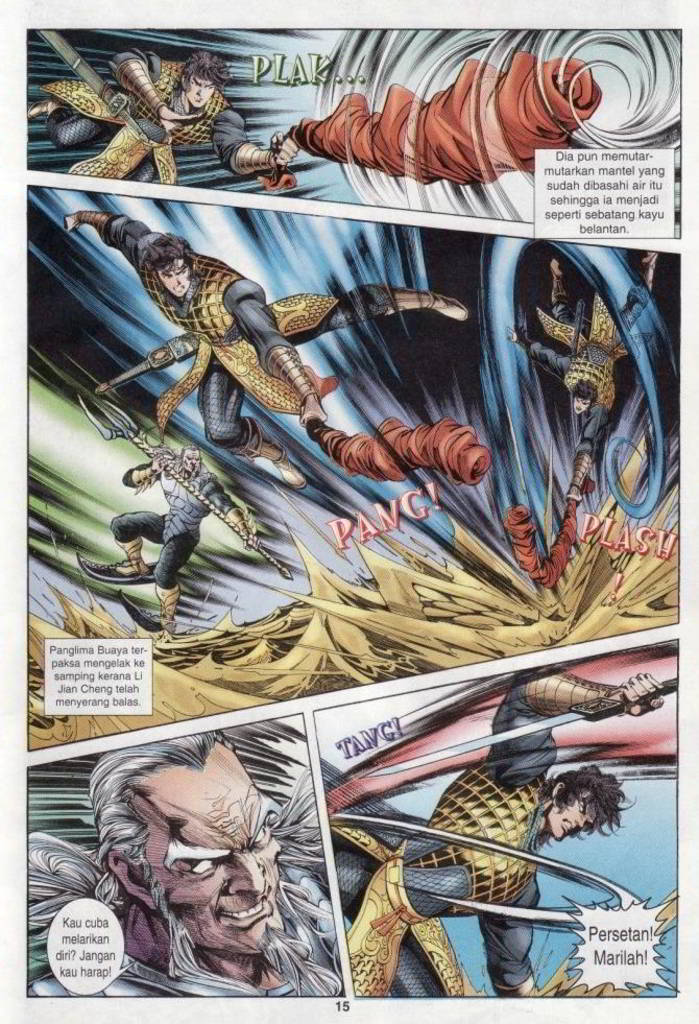 PLAK...
Dia pun memutar-
mutarkan mantel yang
sudah dibasahi air itu
sehingga ia menjadi
seperti sebatang kayu
belantan.
PANG!
PLASH
!
Panglima Buaya ter-
paksa mengelak ke
samping kerana Li
Jian Cheng telah
menyerang balas.
Kau cuba
melarikan
diri? Jangan
kau harap!
TANG!
Persetan!
Marilah!
15